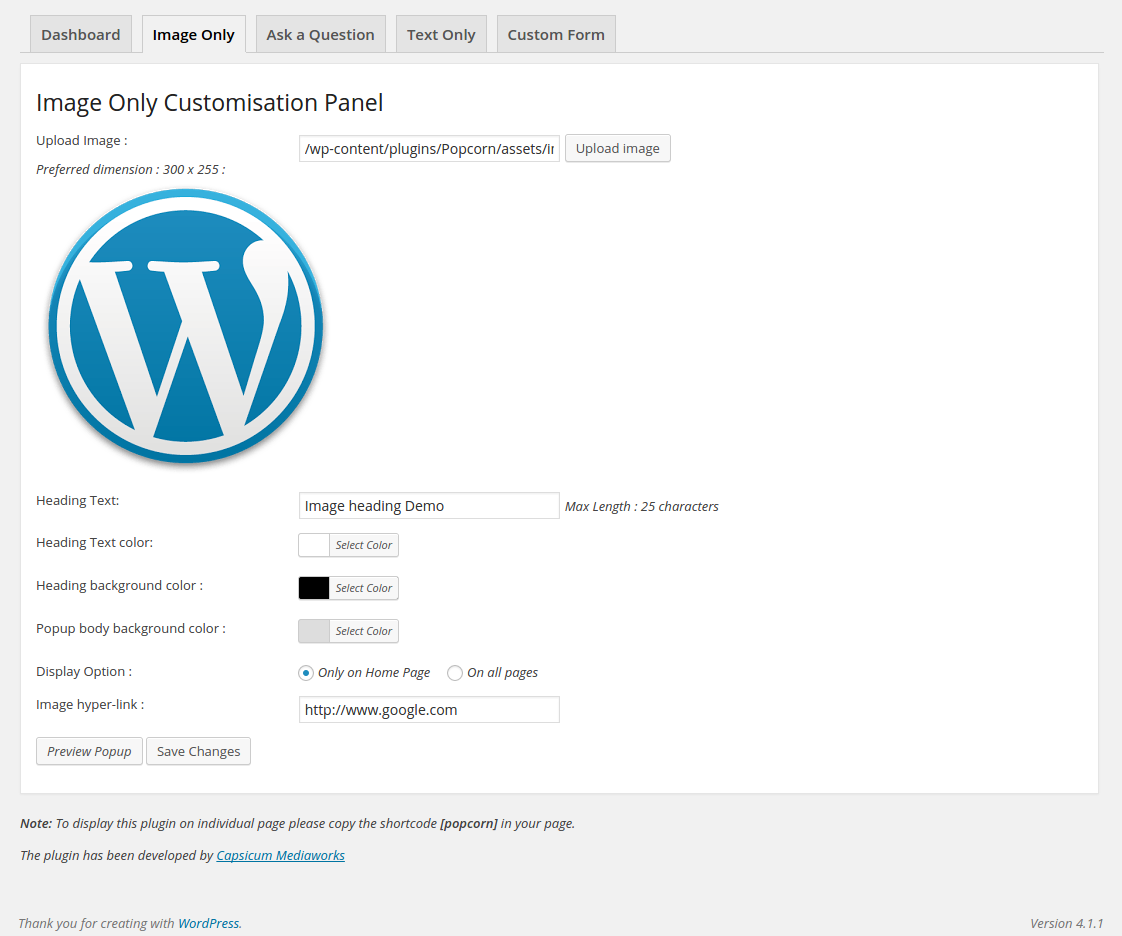 Dashboard Image Only Ask a Question Text Only Custom Form
Image Only Customisation Panel
Upload Image : /wp-content/plugins/Popcorn/assets/ir Upload image
Preferred dimension : 300 x 255 :
Heading Text: Image heading Demo Max Length : 25 characters
Heading Text color: Select Color
Heading background color : Select Color
Popup body background color : Select Color
Display Option : Only on Home Page On all pages
Image hyper-link : http://www.google.com
Preview Popup Save Changes
Note: To display this plugin on individual page please copy the shortcode [popcorn] in your page.
The plugin has been developed by Capsicum Mediaworks
Thank you for creating with WordPress. Version 4.1.1